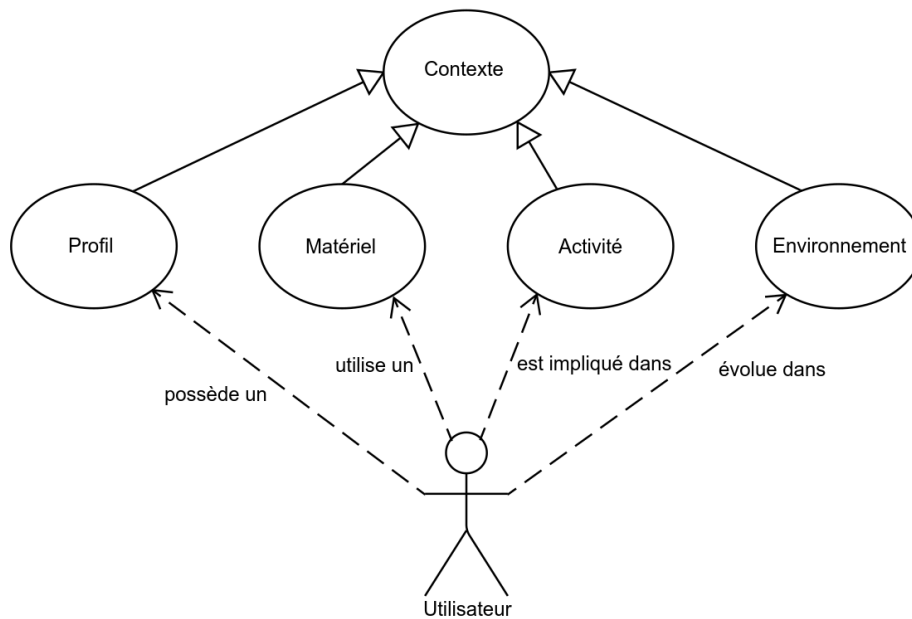 Contexte
Profil
Matériel
Activité
Environnement
possède un
utilise un
est impliqué dans
évolue dans
Utilisateur